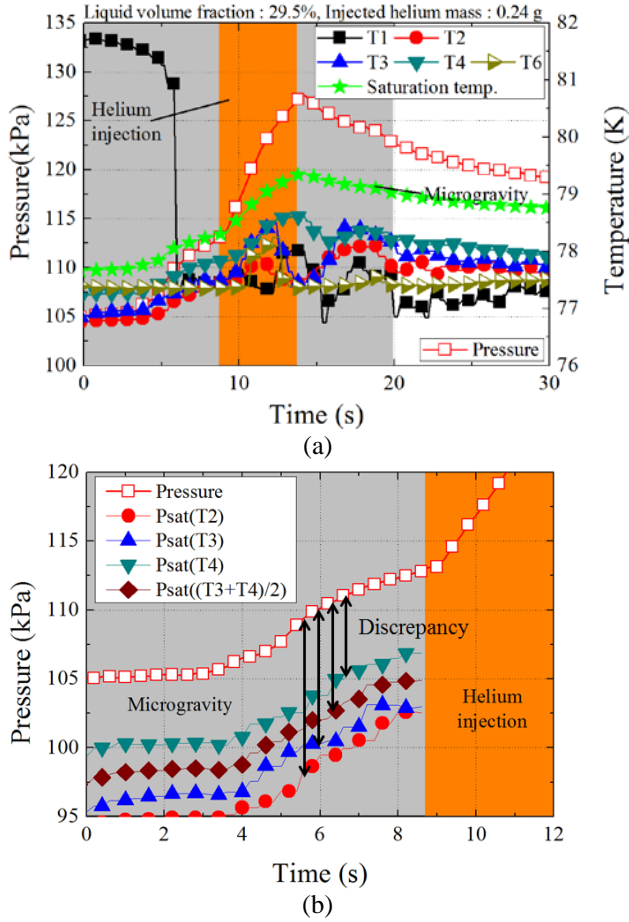 Liquid volume fraction : 29.5%, Injected helium mass : 0.24 g
135
130
125
120
115
110
105
100
Pressure(kPa)
82
81
80
79
78
77
76
Temperature (K)
T1
T2
T3
T4
T6
Saturation temp.
Helium
injection
Microgravity
Pressure
0
10
20
30
Time (s)
(a)
120
115
110
105
100
95
Pressure (kPa)
Pressure
Psat(T2)
Psat(T3)
Psat(T4)
Psat((T3+T4)/2)
Discrepancy
Microgravity
Helium
injection
0
2
4
6
8
10
12
Time (s)
(b)